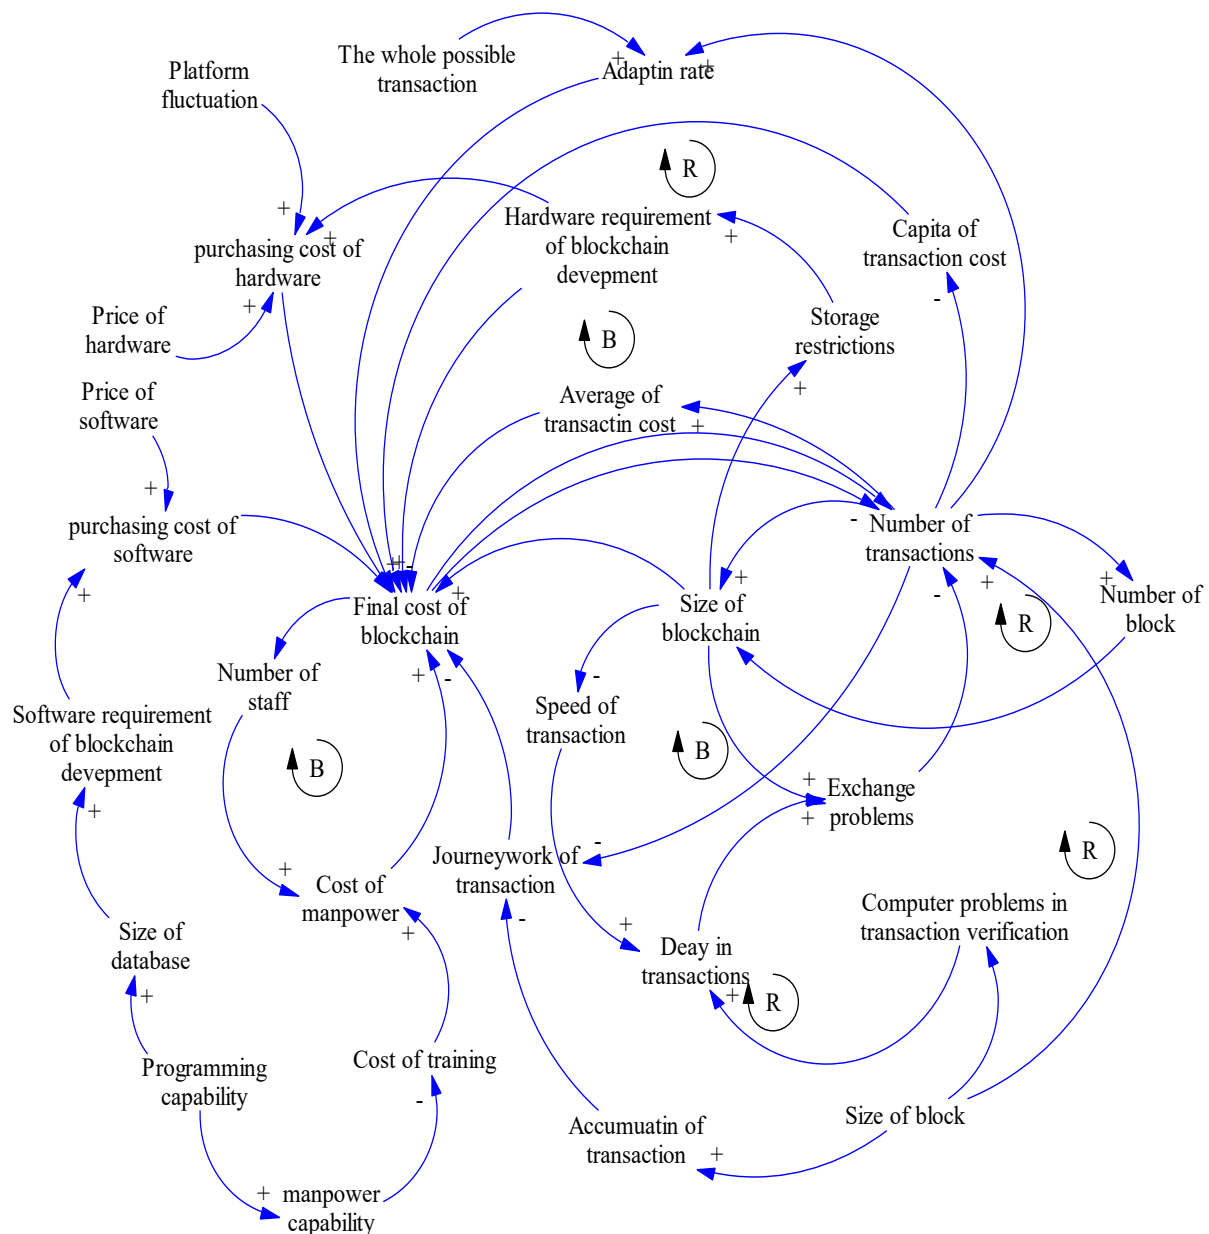 The whole possible
transaction
Adaptin rate
Platform
fluctuation
R
Hardware requirement
of blockchain
devepment
Capita of
transaction cost
purchasing cost of
hardware
Price of
hardware
B
Storage
restrictions
Price of
software
Average of
transactin cost
purchasing cost of
software
Number of
transactions
Final cost of
blockchain
Size of
blockchain
R
Number of
block
Number of
staff
Software requirement
of blockchain
devepment
Speed of
transaction
B
B
Exchange
problems
Journeywork of
transaction
R
Cost of
manpower
Computer problems in
transaction verification
Size of
database
Deay in
transactions
R
Programming
capability
Cost of training
Accumuatin of
transaction
Size of block
manpower
capability